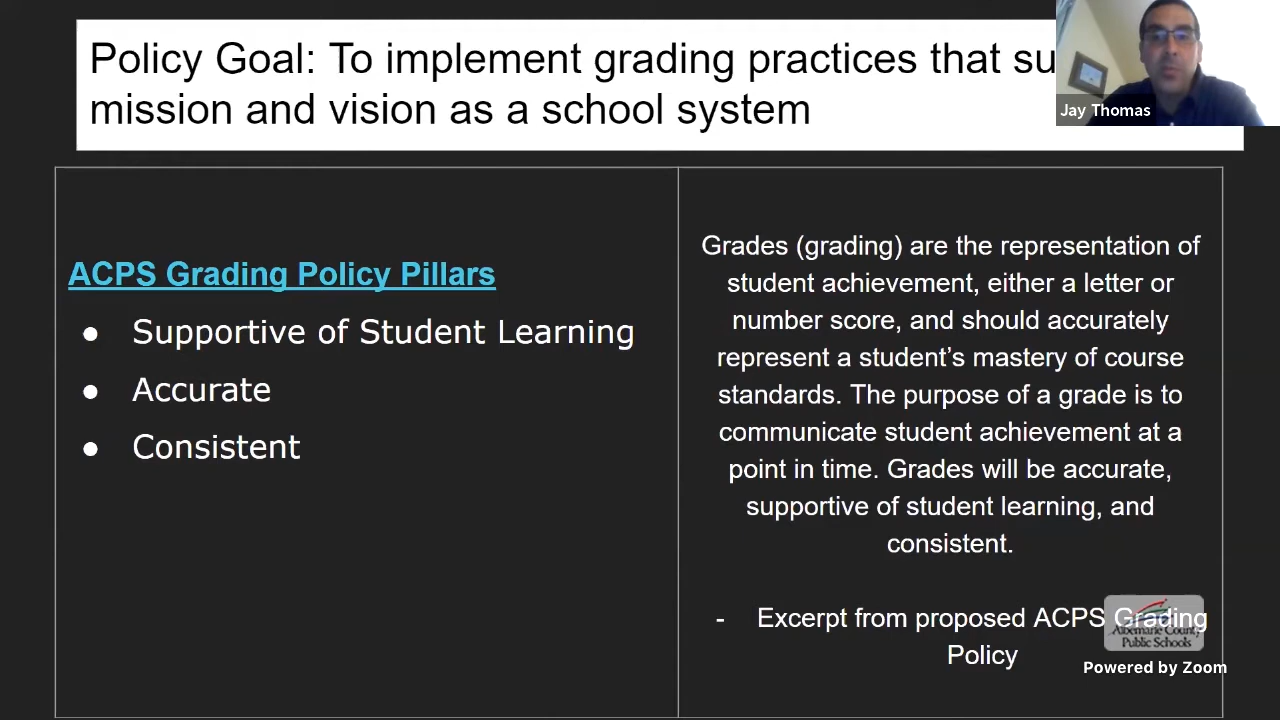 Policy Goal: To implement grading practices that su
mission and vision as a school system
Jay Thomas
ACPS Grading Policy Pillars
● Supportive of Student Learning
● Accurate
● Consistent
Grades (grading) are the representation of
student achievement, either a letter or
number score, and should accurately
represent a student’s mastery of course
standards. The purpose of a grade is to
communicate student achievement at a
point in time. Grades will be accurate,
supportive of student learning, and
consistent.
- Excerpt from proposed ACPS Grading
Policy
Albemarle County
Public Schools
Powered by Zoom